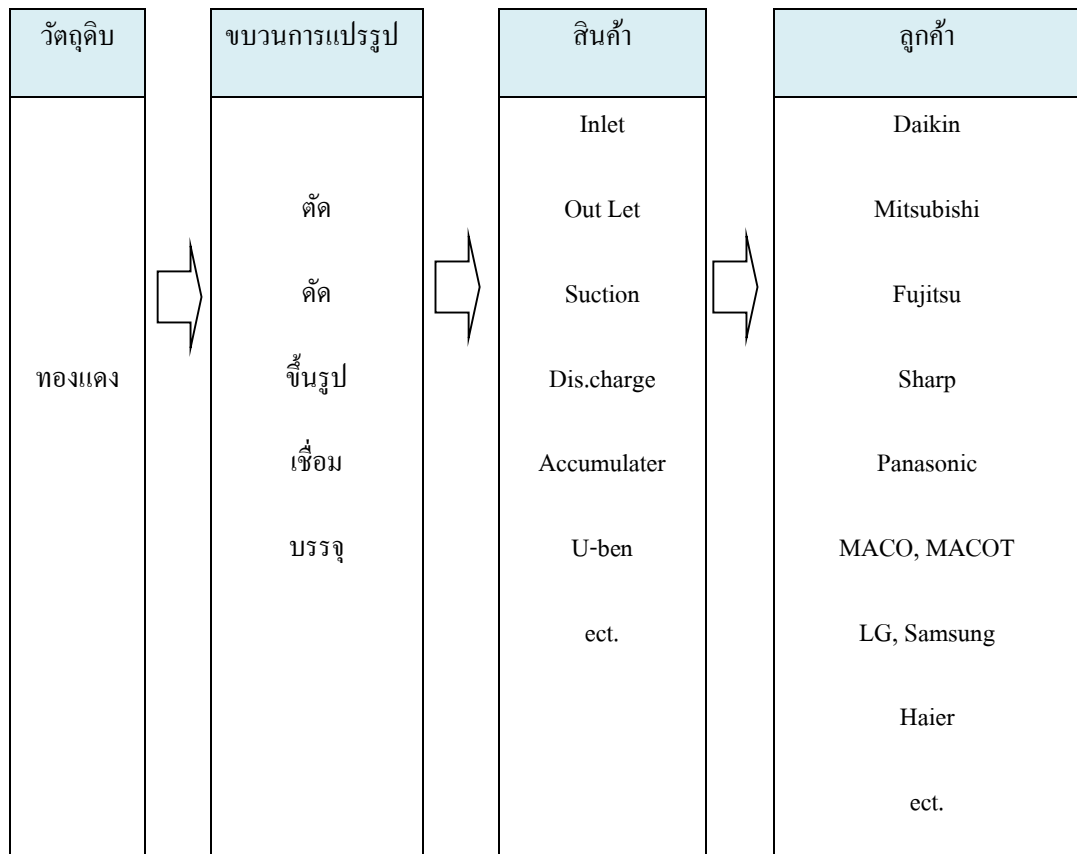 วัตถุดิบ
ทองแดง
ขบวนการแปรรูป
ตัด
ดัด
ขึ้นรูป
เชื่อม
บรรจุ
สินค้า
Inlet
Out Let
Suction
Dis.charge
Accumulater
U-ben
ect.
ลูกค้า
Daikin
Mitsubishi
Fujitsu
Sharp
Panasonic
MACO, MACOT
LG, Samsung
Haier
ect.